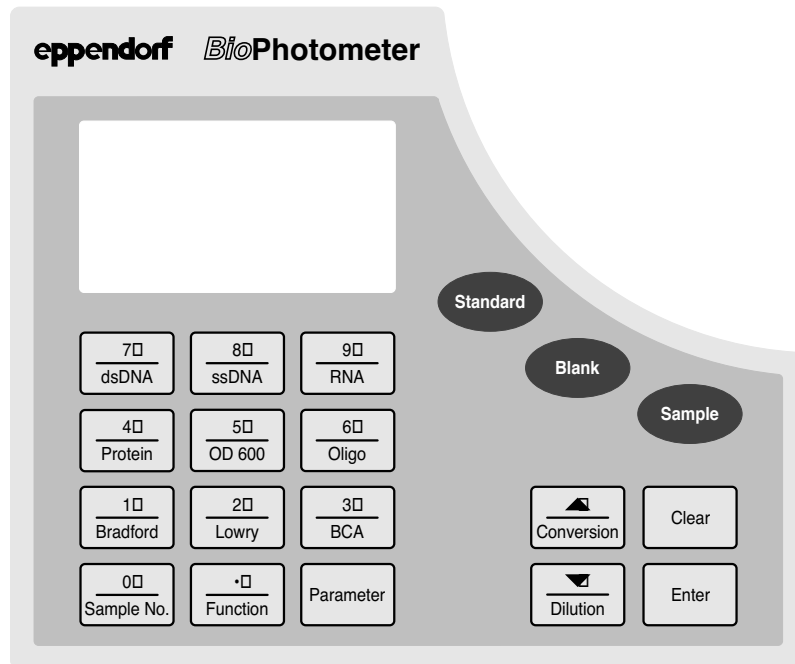 eppendorf BioPhotometer
Standard
Blank
Sample
7 8 9
dsDNA ssDNA RNA
4 5 6
Protein OD 600 Oligo
1 2 3
Bradford Lowry BCA
Conversion Clear
0 ·
Sample No. Function Parameter
Dilution Enter